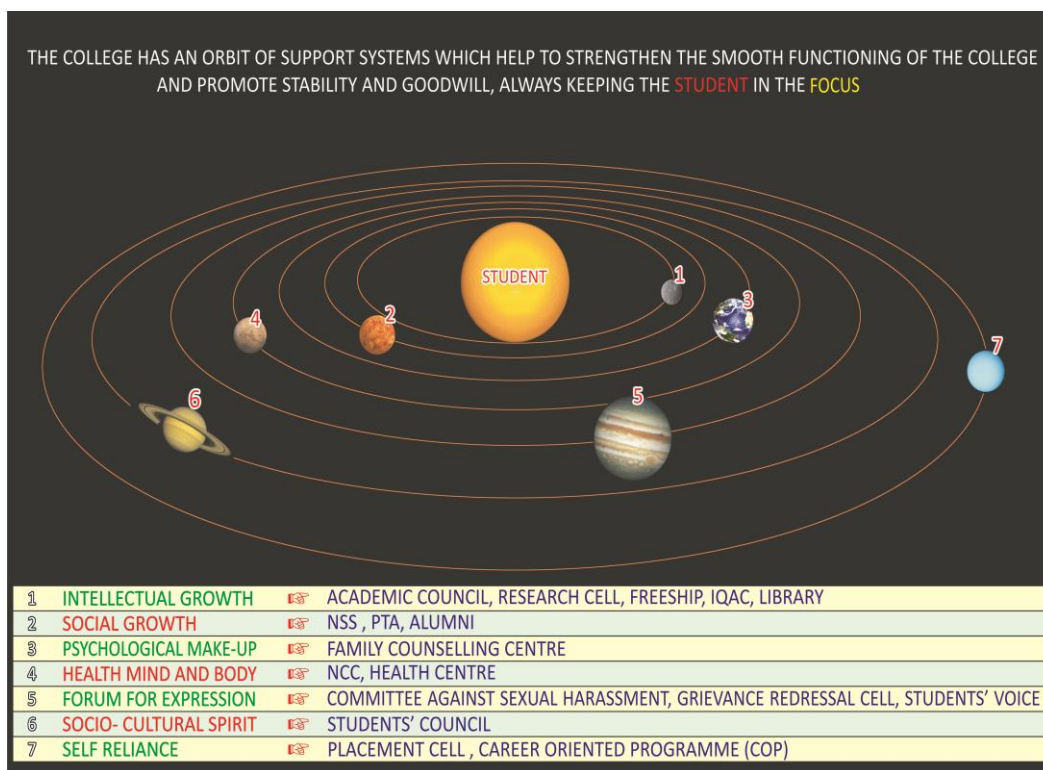 THE COLLEGE HAS AN ORBIT OF SUPPORT SYSTEMS WHICH HELP TO STRENGTHEN THE SMOOTH FUNCTIONING OF THE COLLEGE
AND PROMOTE STABILITY AND GOODWILL, ALWAYS KEEPING THE STUDENT IN THE FOCUS
STUDENT
1
2
3
4
5
6
7
1 INTELLECTUAL GROWTH ☞ ACADEMIC COUNCIL, RESEARCH CELL, FREESHIP, IQAC, LIBRARY
2 SOCIAL GROWTH ☞ NSS , PTA, ALUMNI
3 PSYCHOLOGICAL MAKE-UP ☞ FAMILY COUNSELLING CENTRE
4 HEALTH MIND AND BODY ☞ NCC, HEALTH CENTRE
5 FORUM FOR EXPRESSION ☞ COMMITTEE AGAINST SEXUAL HARASSMENT, GRIEVANCE REDRESSAL CELL, STUDENTS' VOICE
6 SOCIO- CULTURAL SPIRIT ☞ STUDENTS' COUNCIL
7 SELF RELIANCE ☞ PLACEMENT CELL , CAREER ORIENTED PROGRAMME (COP)